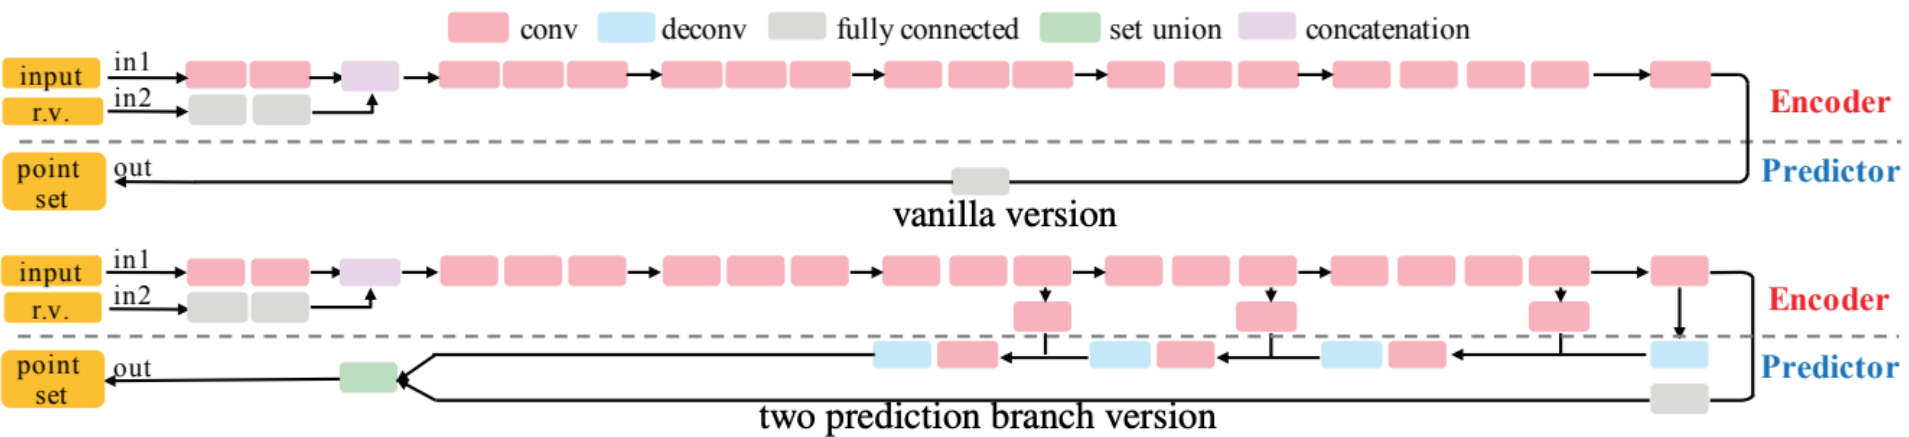 conv deconv fully connected set union concatenation
input in1
r.v. in2
Encoder
point set out
Predictor
vanilla version
input in1
r.v. in2
Encoder
point set out
Predictor
two prediction branch version